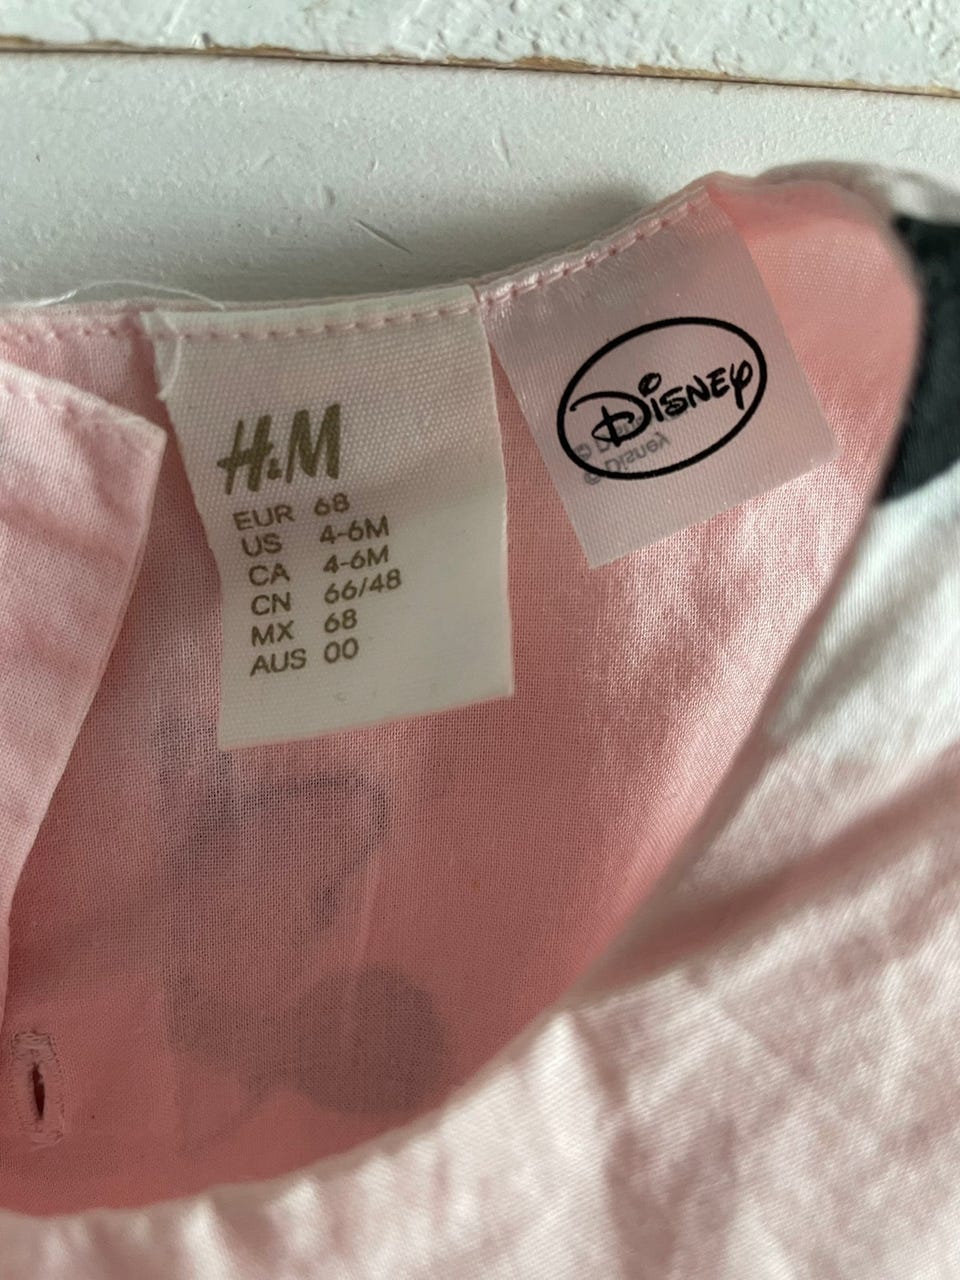 H&M
EUR 68
US 4-6M
CA 4-6M
CN 66/48
MX 68
AUS 00
Disney
© Disney